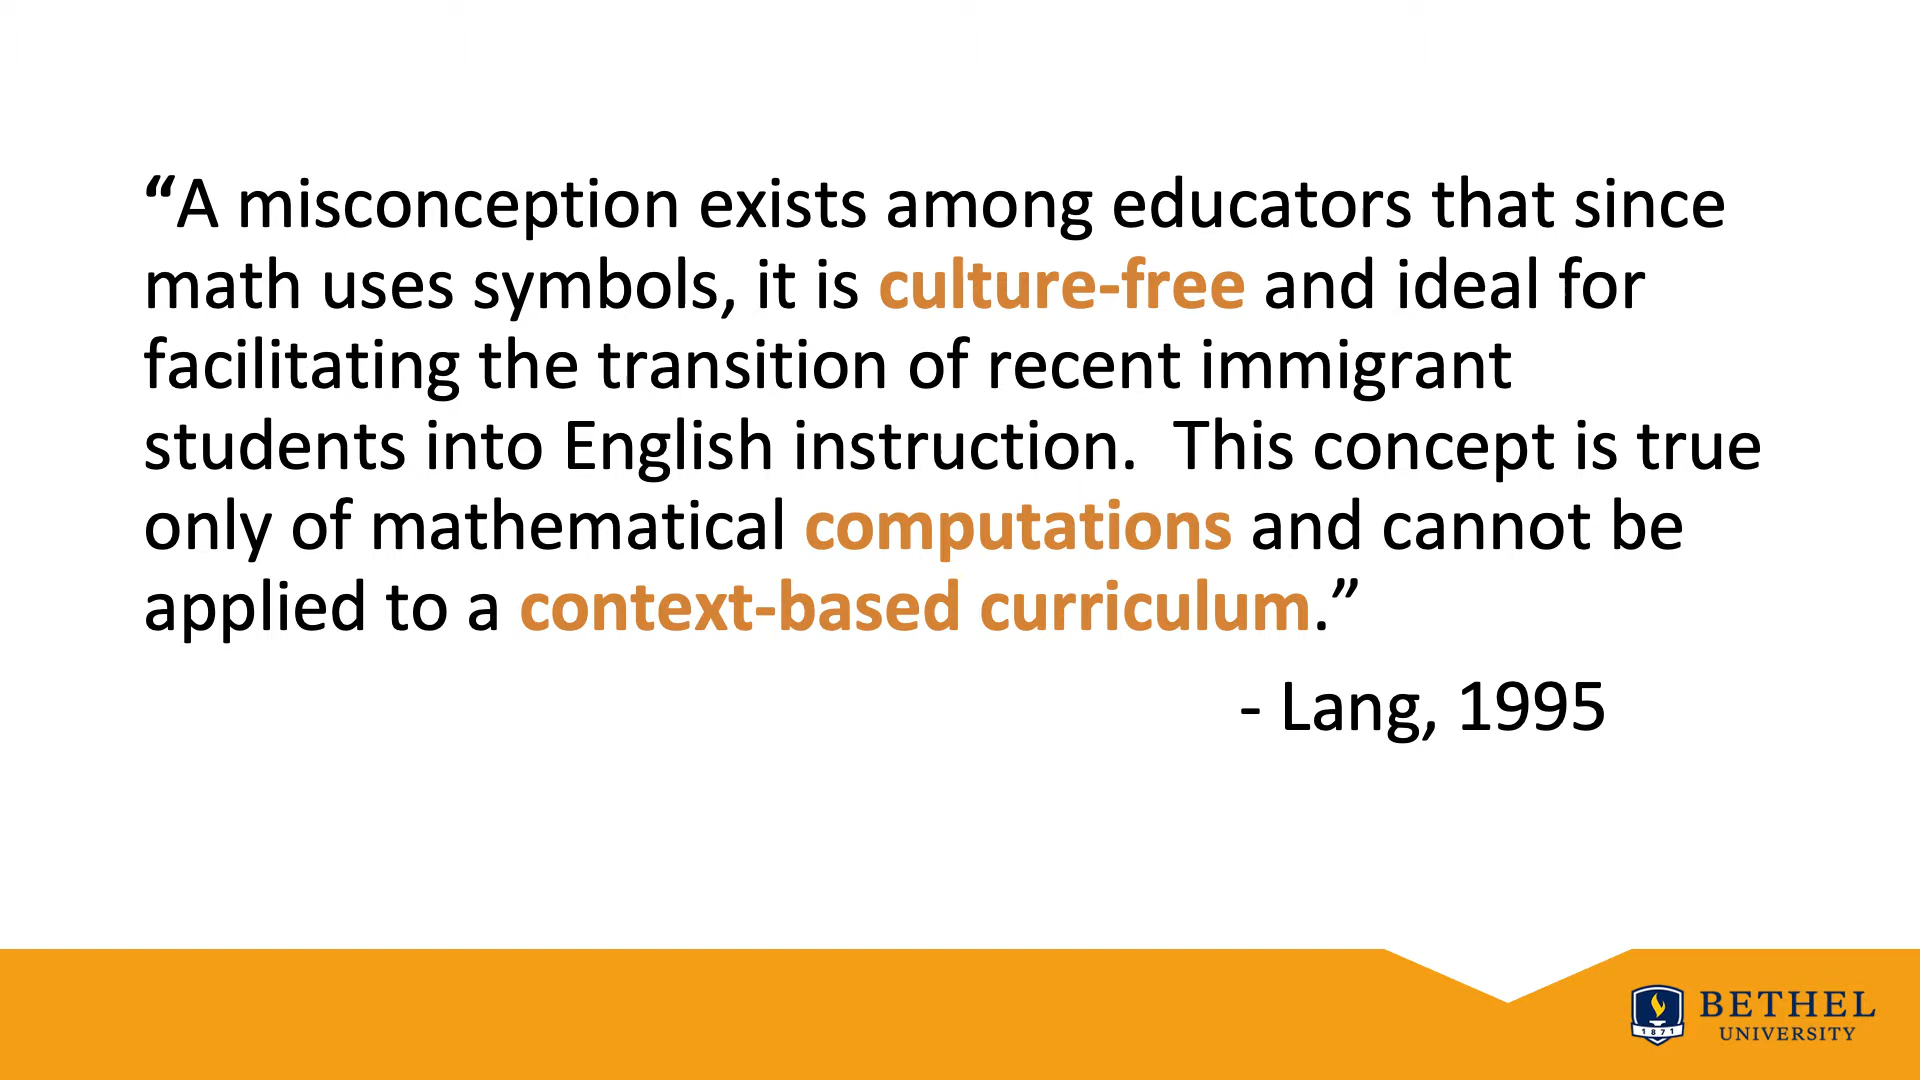 “A misconception exists among educators that since
math uses symbols, it is culture-free and ideal for
facilitating the transition of recent immigrant
students into English instruction.  This concept is true
only of mathematical computations and cannot be
applied to a context-based curriculum.”
- Lang, 1995
1871
BETHEL
UNIVERSITY